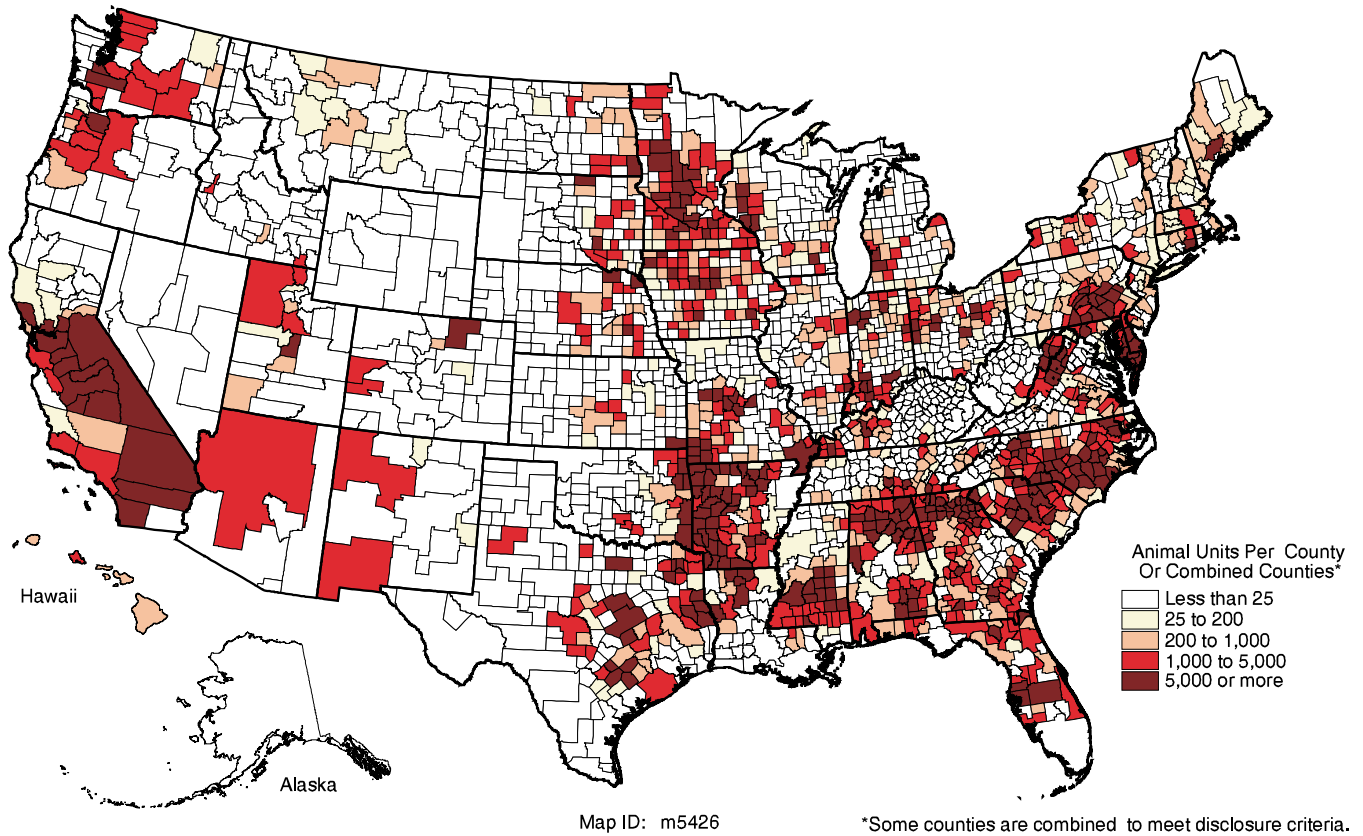 Animal Units Per County
Or Combined Counties*
Less than 25
25 to 200
200 to 1,000
1,000 to 5,000
5,000 or more
Hawaii
Alaska
Map ID: m5426
*Some counties are combined to meet disclosure criteria.